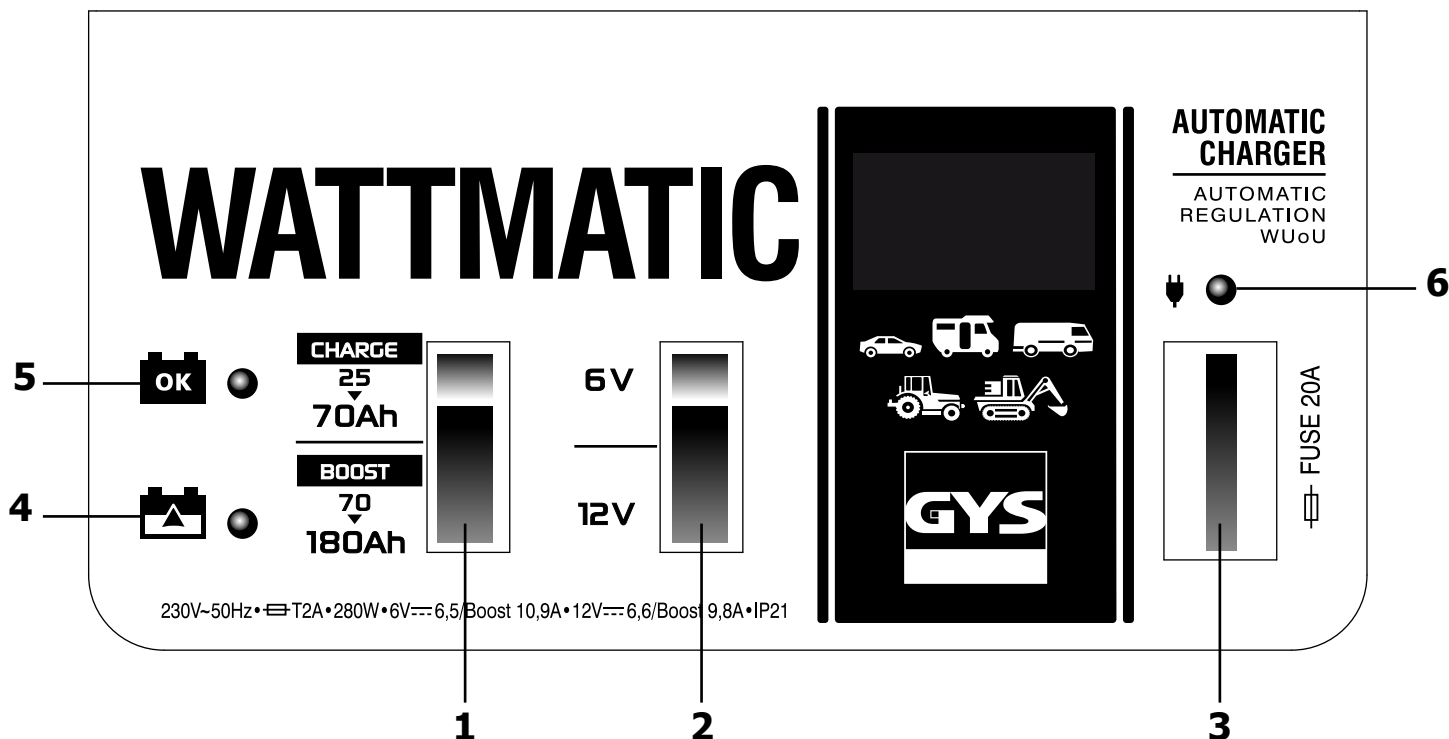 WATTMATIC
AUTOMATIC
CHARGER
AUTOMATIC
REGULATION
WUoU
6
5
OK
CHARGE
25
70Ah
BOOST
70
180Ah
4
6V
12V
GYS
FUSE 20A
230V~50Hz • T2A • 280W • 6V 6,5/Boost 10,9A • 12V 6,6/Boost 9,8A • IP21
1
2
3